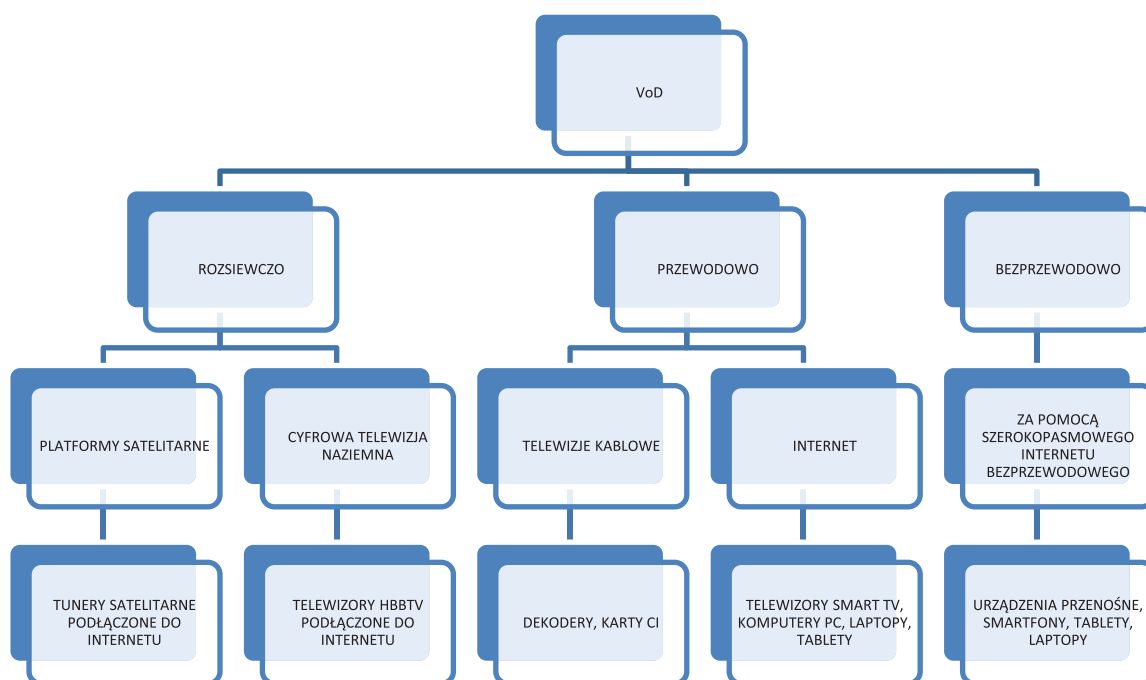 VoD
ROZSIEWCZO
PRZEWODOWO
BEZPRZEWODOWO
PLATFORMY SATELITARNE
CYFROWA TELEWIZJA
NAZIEMNA
TELEWIZJE KABLOWE
INTERNET
ZA POMOCĄ
SZEROKOPASMOWEGO
INTERNETU
BEZPRZEWODOWEGO
TUNERY SATELITARNE
PODŁĄCZONE DO
INTERNETU
TELEWIZORY HBBTV
PODŁĄCZONE DO
INTERNETU
DEKODERY, KARTY CI
TELEWIZORY SMART TV,
KOMPUTERY PC, LAPTOPY,
TABLETY
URZĄDZENIA PRZENOŚNE,
SMARTFONY, TABLETY,
LAPTOPY